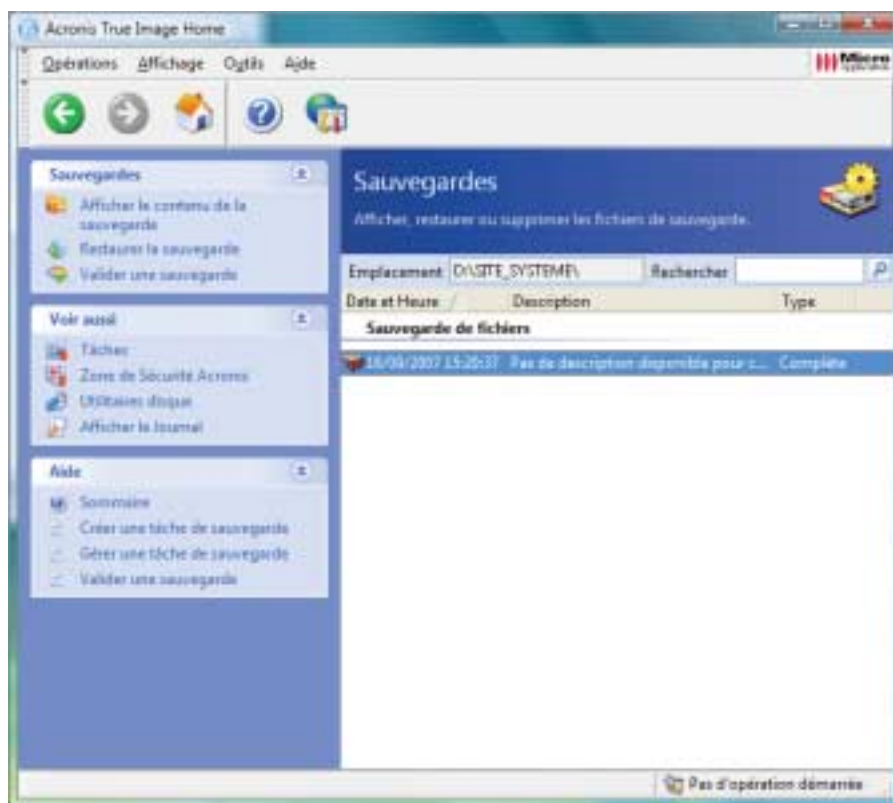 Acronis True Image Home
Opérations Affichage Outils Aide
Micro Application
Sauvegardes
Afficher le contenu de la
sauvegarde
Restaurer la sauvegarde
Valider une sauvegarde
Voir aussi
Tâches
Zone de Sécurité Acronis
Utilitaires disque
Afficher le Journal
Aide
Sommaire
Créer une tâche de sauvegarde
Gérer une tâche de sauvegarde
Valider une sauvegarde
Sauvegardes
Afficher, restaurer ou supprimer les fichiers de sauvegarde.
Emplacement D:\SITE_SYSTEME\ Rechercher
Date et Heure / Description Type
Sauvegarde de fichiers
/09/2007 Pas de description disponible pour c... Complète
Pas d'opération démarrée